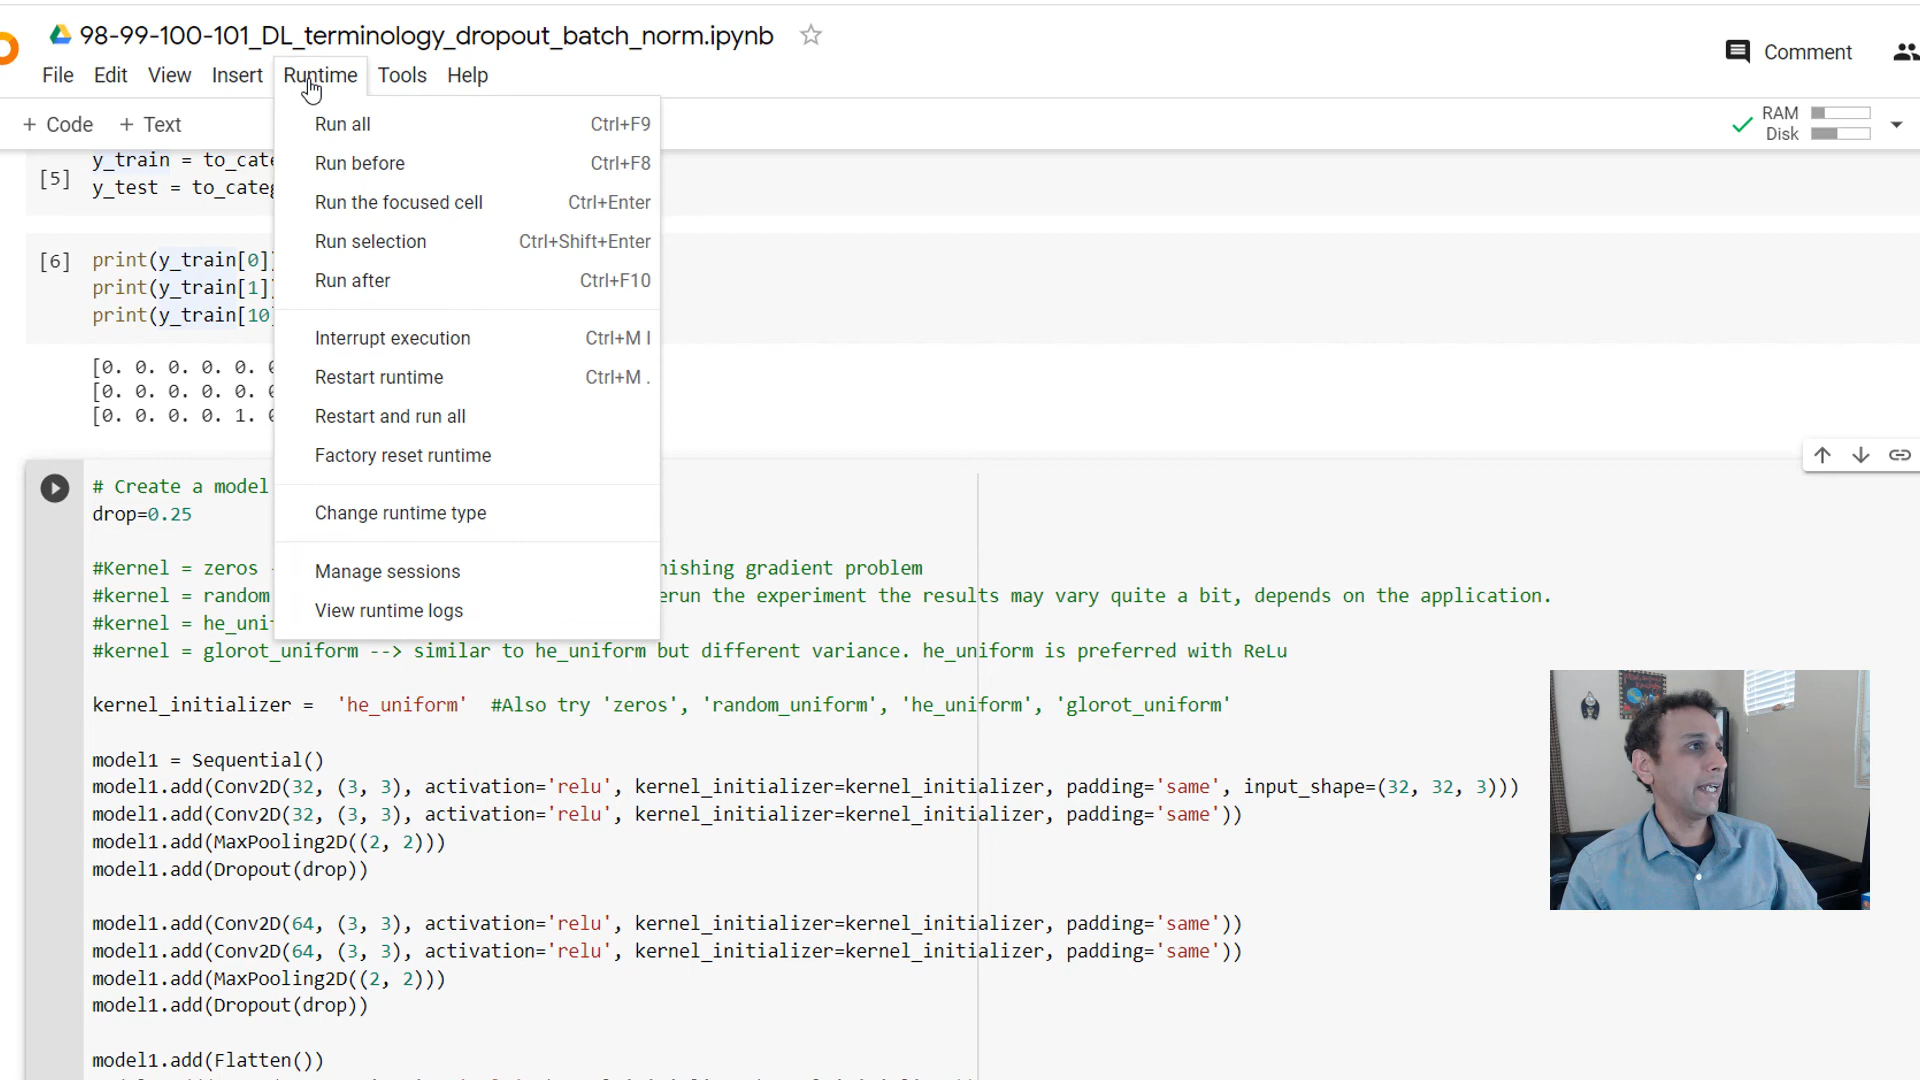 98-99-100-101_DL_terminology_dropout_batch_norm.ipynb
Comment
File Edit View Insert Runtime Tools Help
+ Code + Text
RAM
Disk
Run all Ctrl+F9
Run before Ctrl+F8
Run the focused cell Ctrl+Enter
Run selection Ctrl+Shift+Enter
Run after Ctrl+F10
Interrupt execution Ctrl+M I
Restart runtime Ctrl+M .
Restart and run all
Factory reset runtime
Change runtime type
Manage sessions
View runtime logs
[5]
y_train = to_cate
y_test = to_categ
[6]
print(y_train[0])
print(y_train[1])
print(y_train[10]
[0. 0. 0. 0. 0. 0
[0. 0. 0. 0. 0. 0
[0. 0. 0. 0. 1. 0
# Create a model
drop=0.25
#Kernel = zeros - nishing gradient problem
#kernel = random erun the experiment the results may vary quite a bit, depends on the application.
#kernel = he_uni
#kernel = glorot_uniform --> similar to he_uniform but different variance. he_uniform is preferred with ReLu
kernel_initializer = 'he_uniform' #Also try 'zeros', 'random_uniform', 'he_uniform', 'glorot_uniform'
model1 = Sequential()
model1.add(Conv2D(32, (3, 3), activation='relu', kernel_initializer=kernel_initializer, padding='same', input_shape=(32, 32, 3)))
model1.add(Conv2D(32, (3, 3), activation='relu', kernel_initializer=kernel_initializer, padding='same'))
model1.add(MaxPooling2D((2, 2)))
model1.add(Dropout(drop))
model1.add(Conv2D(64, (3, 3), activation='relu', kernel_initializer=kernel_initializer, padding='same'))
model1.add(Conv2D(64, (3, 3), activation='relu', kernel_initializer=kernel_initializer, padding='same'))
model1.add(MaxPooling2D((2, 2)))
model1.add(Dropout(drop))
model1.add(Flatten())